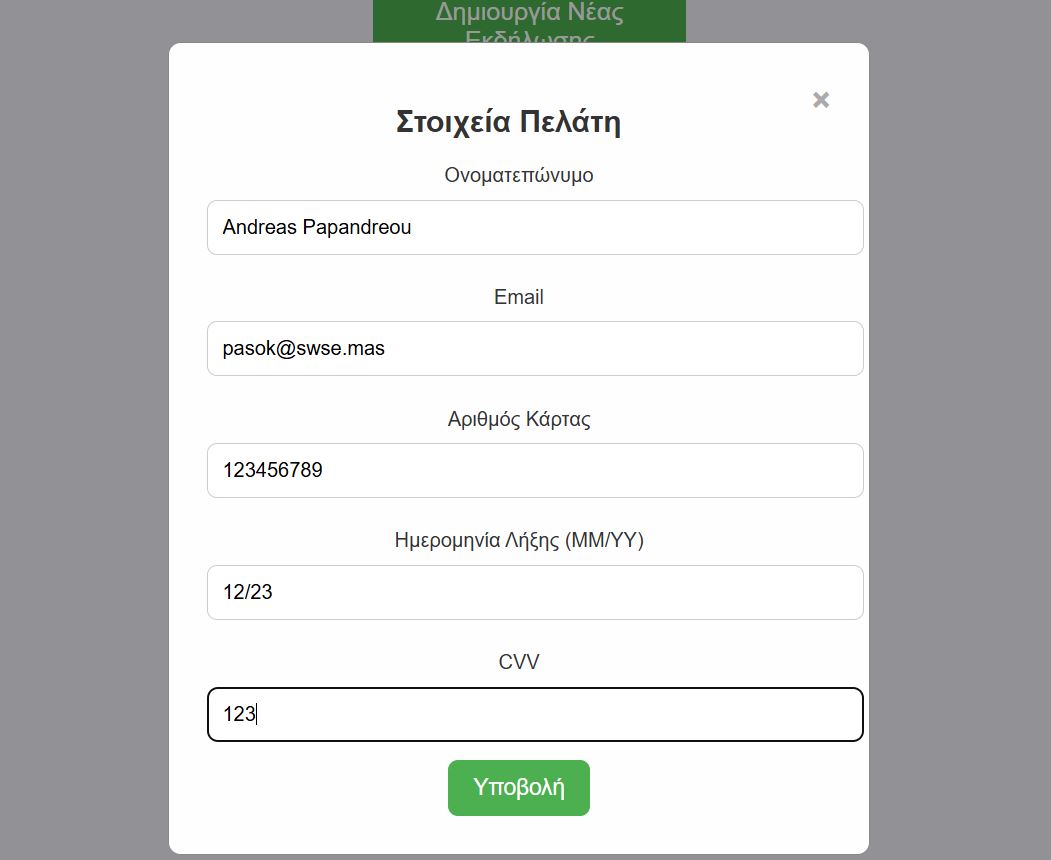 Δημιουργία Νέας
Εκδήλωσης
×
Στοιχεία Πελάτη
Ονοματεπώνυμο
Andreas Papandreou
Email
pasok@swse.mas
Αριθμός Κάρτας
123456789
Ημερομηνία Λήξης (MM/YY)
12/23
CVV
123
Υποβολή